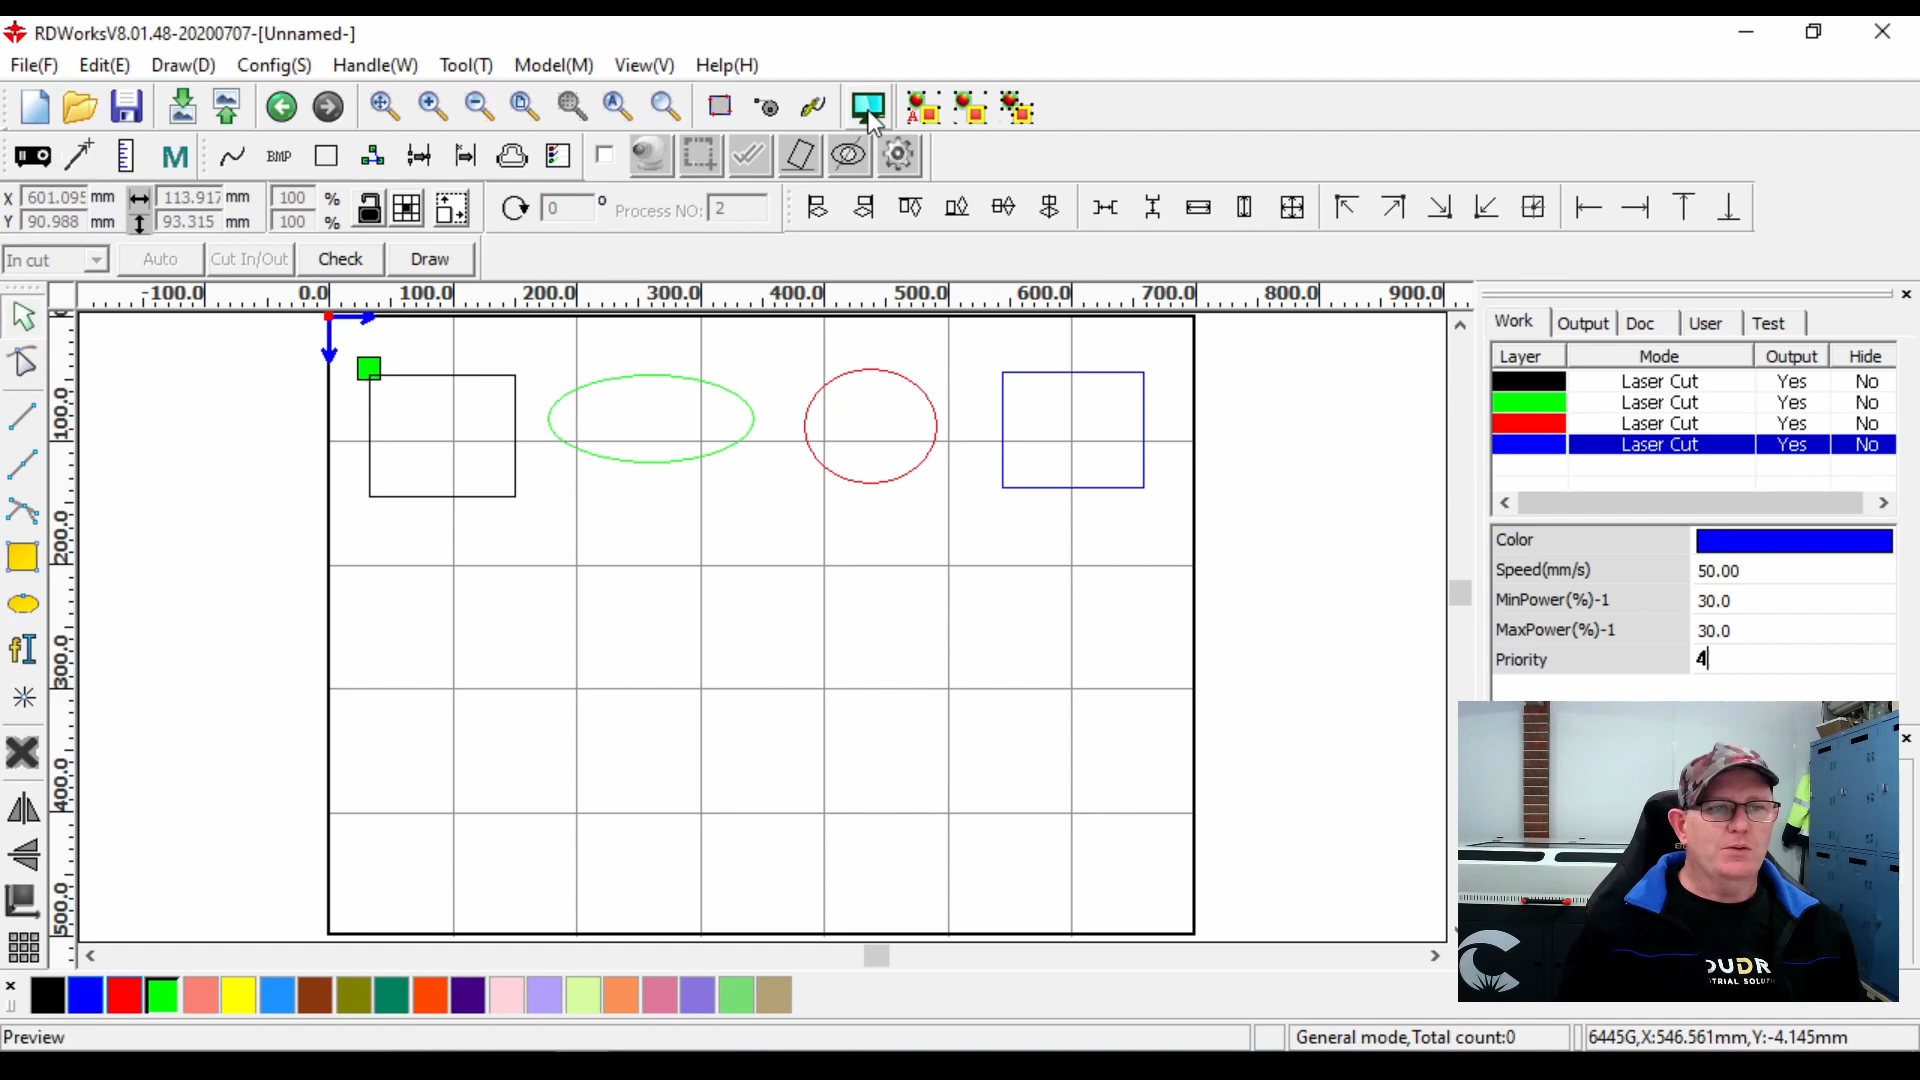 RDWorksV8.01.48-20200707-[Unnamed-]
File(F) Edit(E) Draw(D) Config(S) Handle(W) Tool(T) Model(M) View(V) Help(H)
BMP
X 601.095 mm 113.917 mm 100 % 0 ° Process NO: 2
Y 90.988 mm 93.315 mm 100 %
In cut Auto Cut In/Out Check Draw
-100.0 0.0 100.0 200.0 300.0 400.0 500.0 600.0 700.0 800.0 900.0
100.0
200.0
300.0
400.0
500.0
Work Output Doc User Test
Layer Mode Output Hide
Laser Cut Yes No
Laser Cut Yes No
Laser Cut Yes No
Laser Cut Yes No
Color
Speed(mm/s) 50.00
MinPower(%)-1 30.0
MaxPower(%)-1 30.0
Priority 4
OUDR
TRIAL SOLUT
Preview General mode,Total count:0 6445G,X:546.561mm,Y:-4.145mm